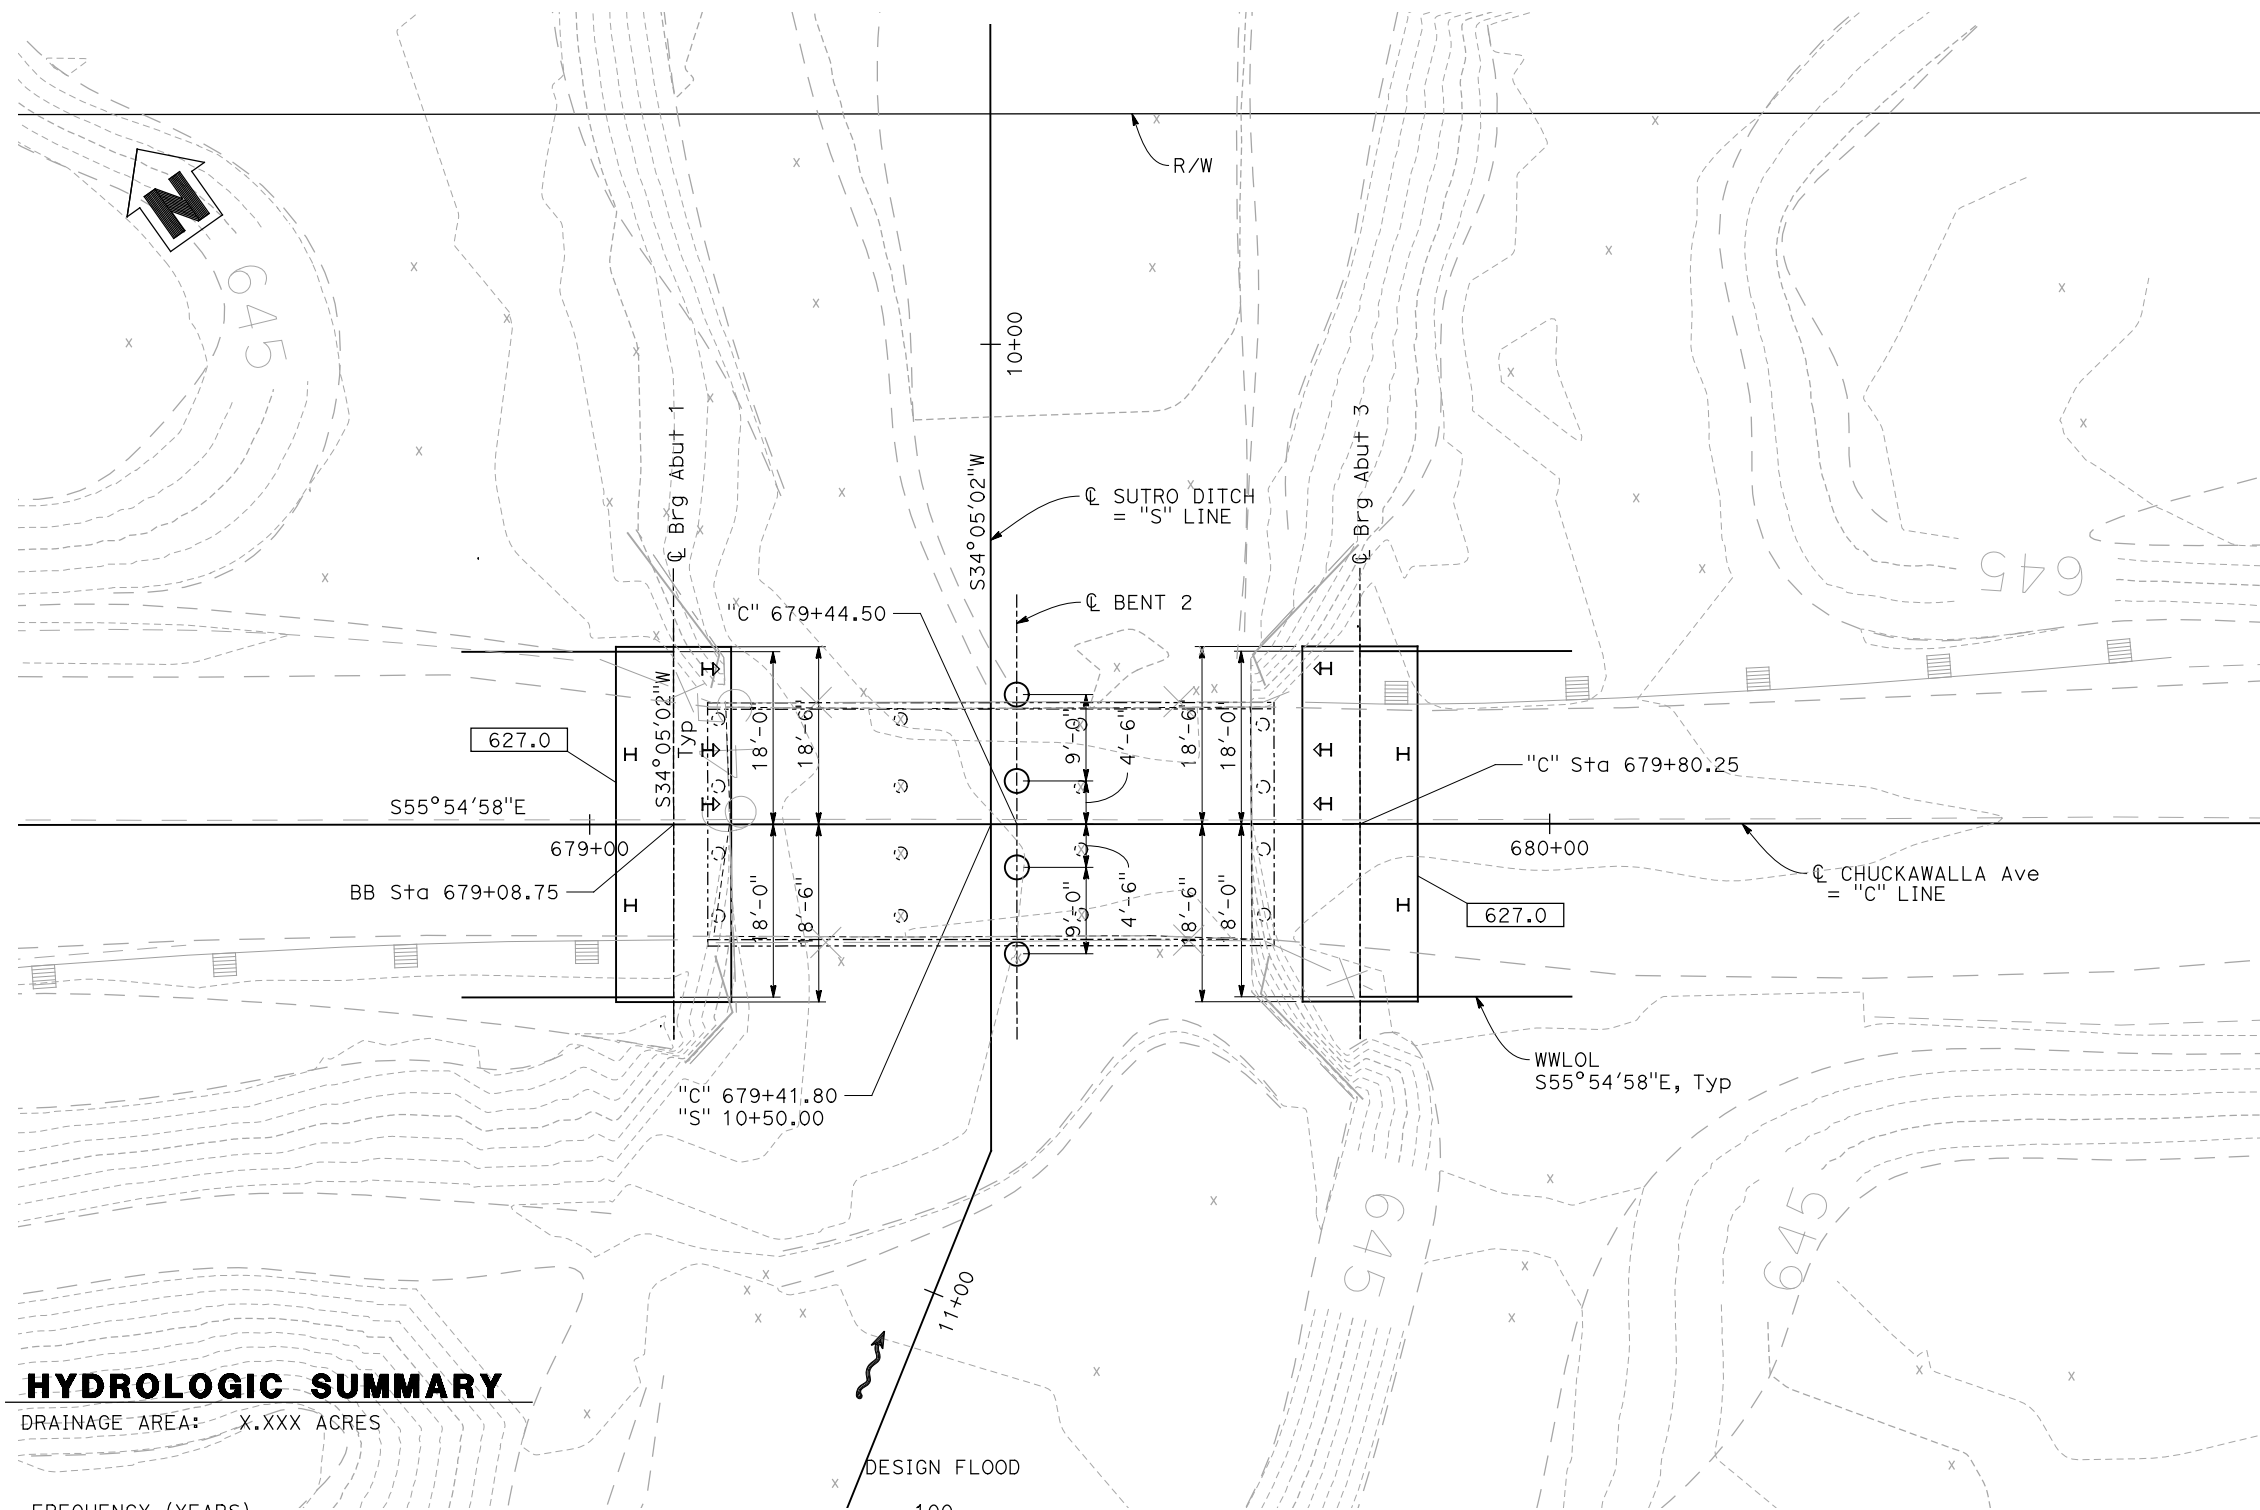 R/W
N
645
10+00
℄ Brg Abut 1
℄ Brg Abut 3
S34°05'02"W
℄ SUTRO DITCH
= "S" LINE
645
"C" 679+44.50
℄ BENT 2
S34°05'02"W
Typ
18'-0"
18'-6"
9'-0"
4'-6"
18'-6"
18'-0"
627.0
"C" Sta 679+80.25
S55°54'58"E
679+00
680+00
BB Sta 679+08.75
18'-0"
18'-6"
9'-0"
4'-6"
18'-6"
18'-0"
℄ CHUCKAWALLA Ave
= "C" LINE
627.0
WWLOL
S55°54'58"E, Typ
"C" 679+41.80
"S" 10+50.00
645
645
11+00
HYDROLOGIC SUMMARY
DRAINAGE AREA: X.XXX ACRES
DESIGN FLOOD
FREQUENCY (YEARS)
100